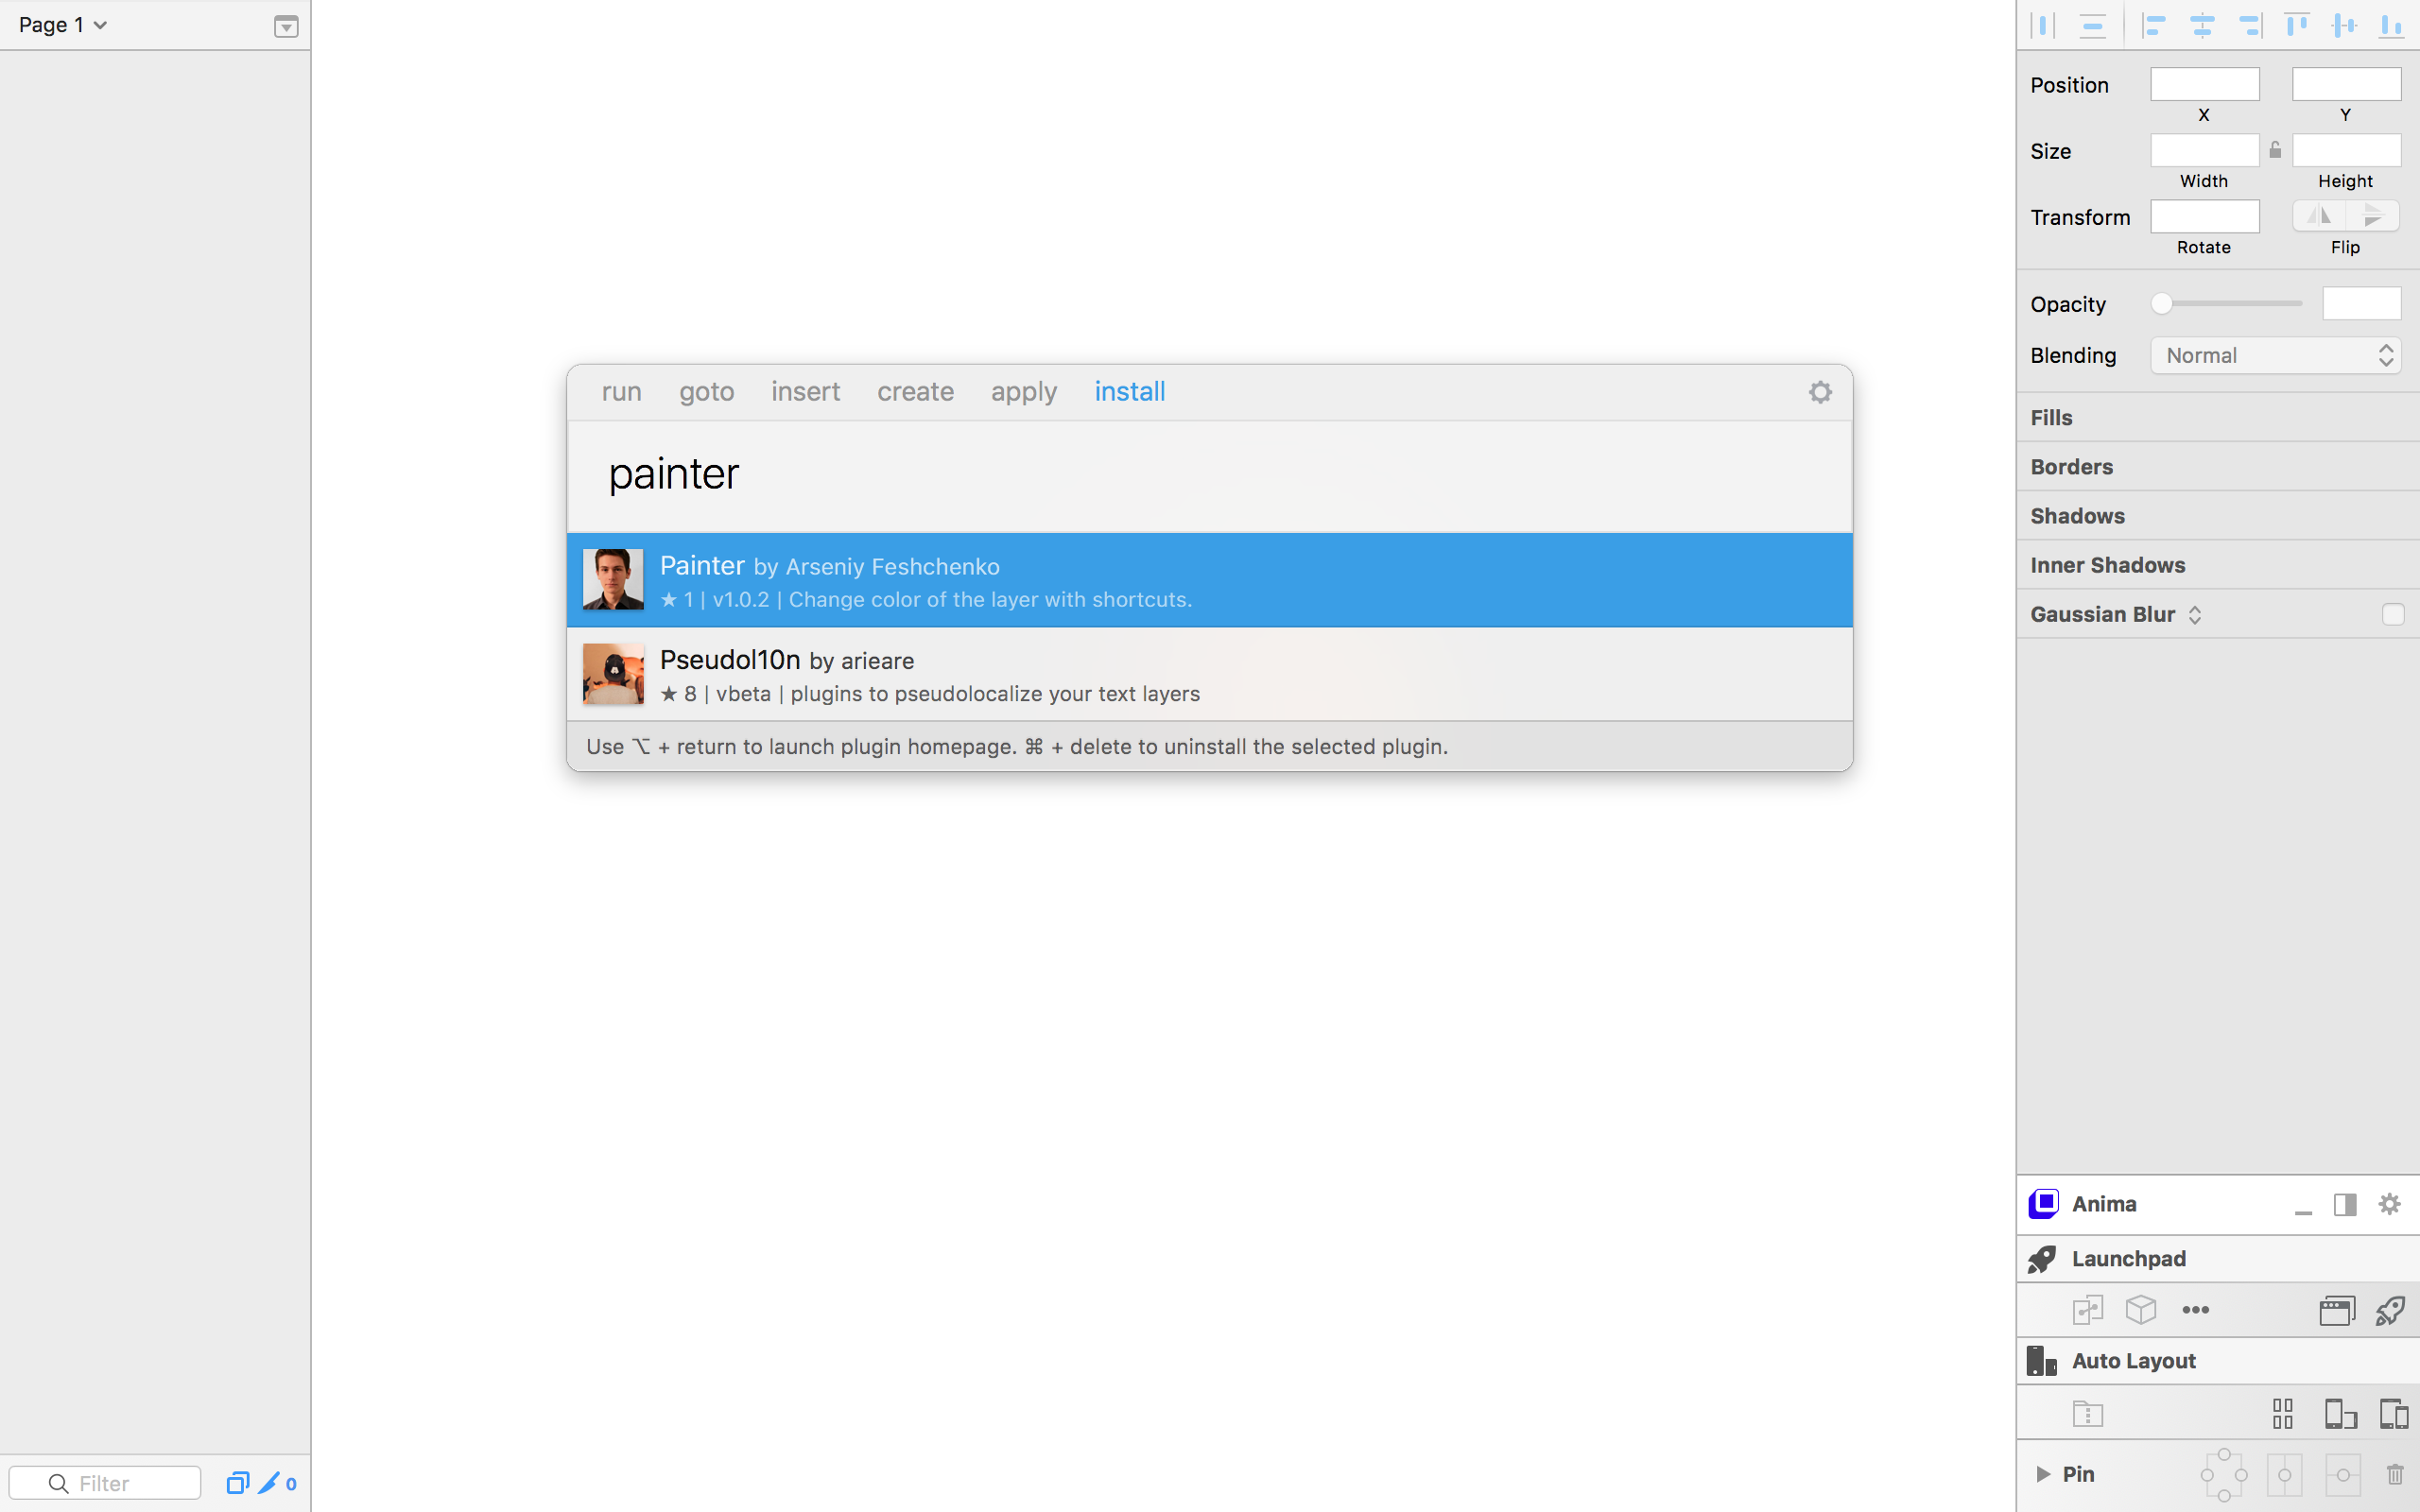 Page 1
Position
X
Y
Size
Width
Height
Transform
Rotate
Flip
Opacity
Blending
Normal
Fills
Borders
Shadows
Inner Shadows
Gaussian Blur
run goto insert create apply install
painter
Painter by Arseniy Feshchenko
★ 1 | v1.0.2 | Change color of the layer with shortcuts.
Pseudol10n by arieare
★ 8 | vbeta | plugins to pseudolocalize your text layers
Use ⌥ + return to launch plugin homepage. ⌘ + delete to uninstall the selected plugin.
Anima
Launchpad
Auto Layout
Pin
Filter
0